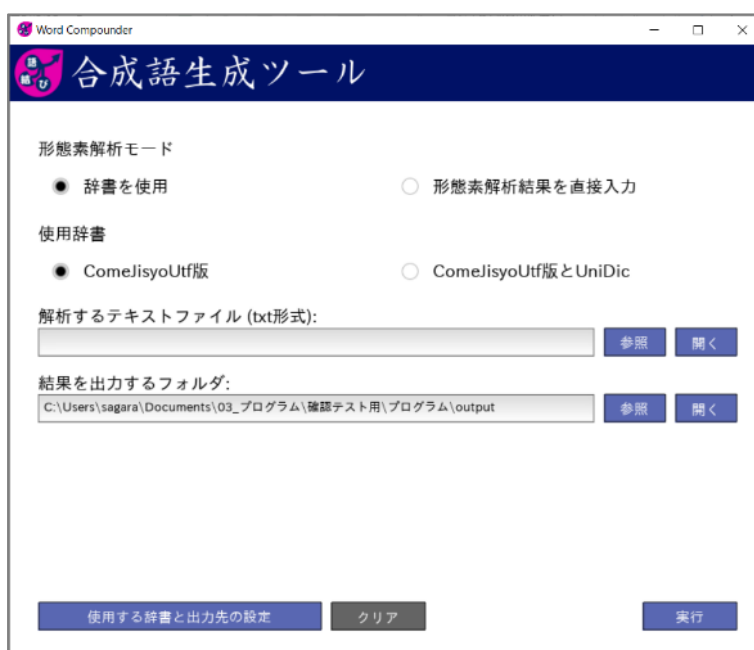 Word Compounder
語
結び
合成語生成ツール
形態素解析モード
辞書を使用
形態素解析結果を直接入力
使用辞書
ComeJisyoUtf版
ComeJisyoUtf版とUniDic
解析するテキストファイル (txt形式):
参照
開く
結果を出力するフォルダ:
C:\Users\sagara\Documents\03_プログラム\確認テスト用\プログラム\output
参照
開く
使用する辞書と出力先の設定
クリア
実行